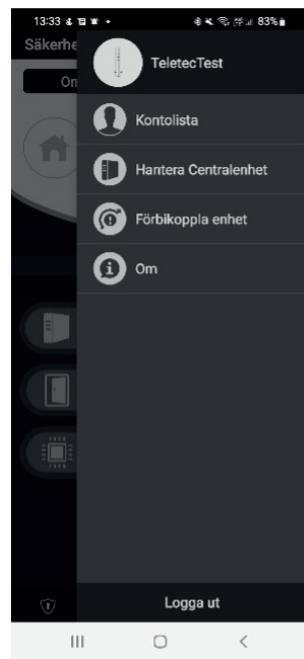 13:33
83%
Säkerhe
TeletecTest
On
Kontolista
Hantera Centralenhet
Förbikoppla enhet
Om
Logga ut